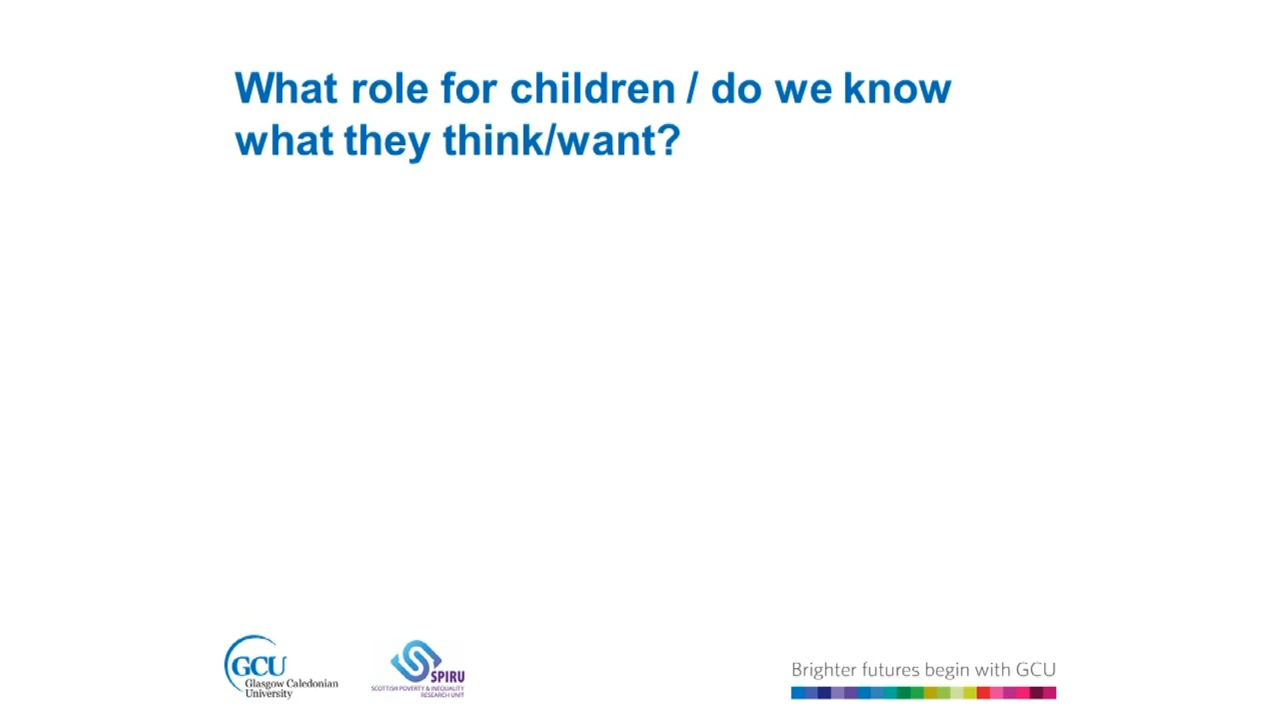 What role for children / do we know
what they think/want?
GCU
Glasgow Caledonian
University
SPIRU
SCOTTISH POVERTY & INEQUALITY
RESEARCH UNIT
Brighter futures begin with GCU